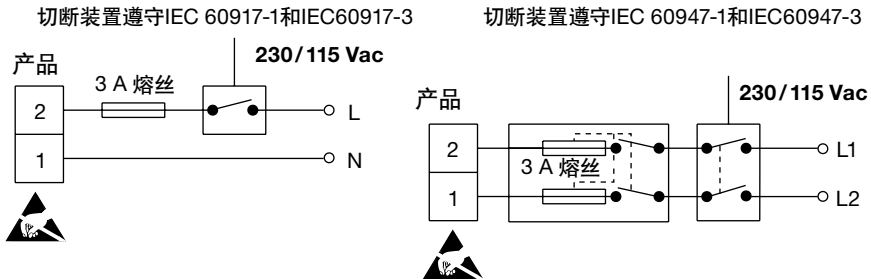 切断装置遵守IEC 60917-1和IEC60917-3
230/115 Vac
产品
3 A 熔丝
2
L
1
N
切断装置遵守IEC 60947-1和IEC60947-3
230/115 Vac
产品
2
3 A 熔丝
L1
1
L2